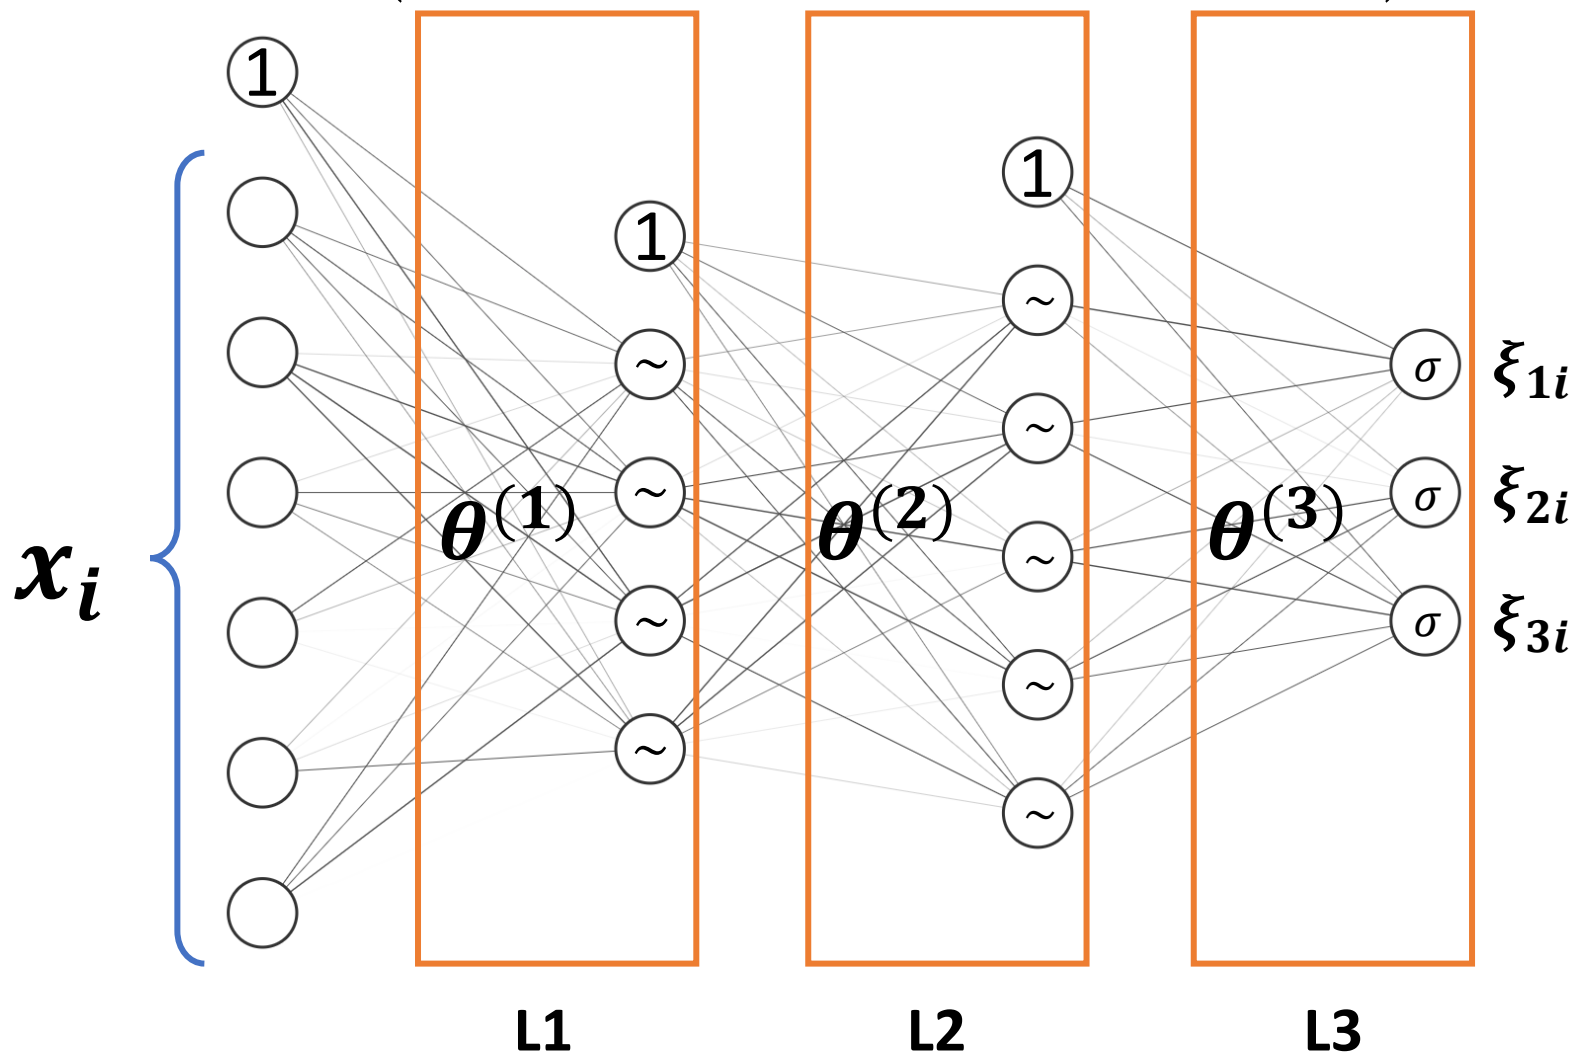 1
1
1
~
~
~
~
~
~
~
~
~
σ
σ
σ
x_i
θ^(1)
θ^(2)
θ^(3)
ξ_1i
ξ_2i
ξ_3i
L1
L2
L3